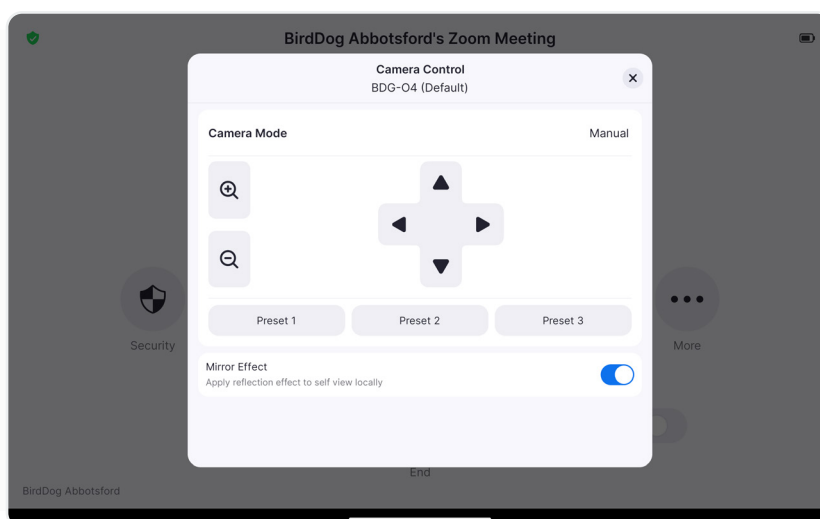 BirdDog Abbotsford's Zoom Meeting
Camera Control
BDG-O4 (Default)
Camera Mode
Manual
Preset 1
Preset 2
Preset 3
Security
More
Mirror Effect
Apply reflection effect to self view locally
End
BirdDog Abbotsford